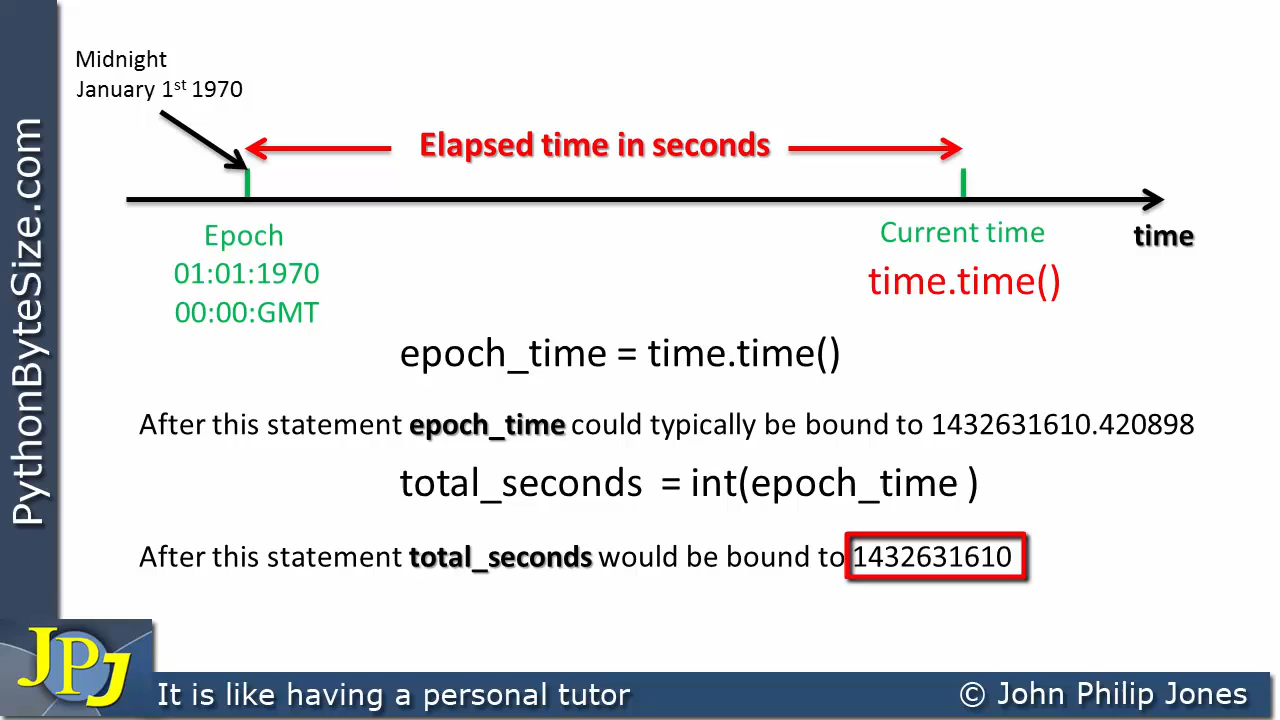 Midnight
January 1st 1970
Elapsed time in seconds
Epoch
01:01:1970
00:00:GMT
Current time
time.time()
time
epoch_time = time.time()
After this statement epoch_time could typically be bound to 1432631610.420898
total_seconds = int(epoch_time )
After this statement total_seconds would be bound to 1432631610
PythonByteSize.com
JPJ
It is like having a personal tutor
© John Philip Jones